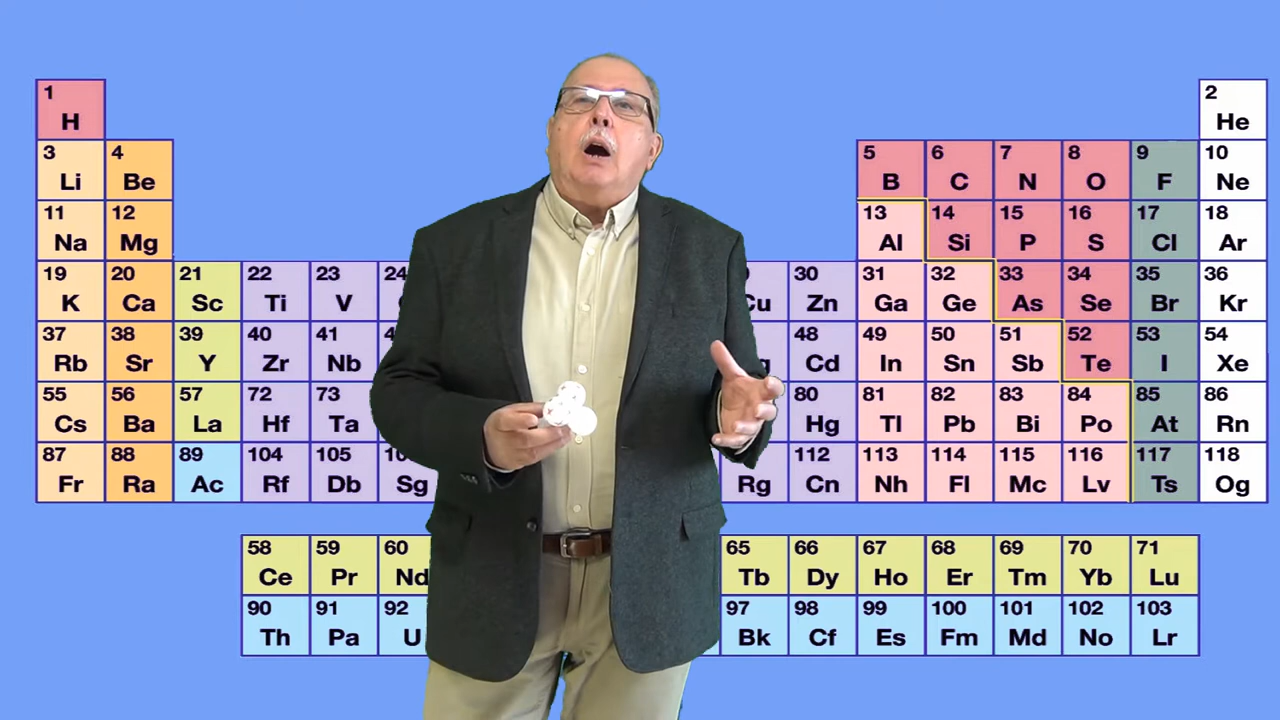 1 2
H He
3 4 5 6 7 8 9 10
Li Be B C N O F Ne
11 12 13 14 15 16 17 18
Na Mg Al Si P S Cl Ar
19 20 21 22 23 24 30 31 32 33 34 35 36
K Ca Sc Ti V Cu Zn Ga Ge As Se Br Kr
37 38 39 40 41 48 49 50 51 52 53 54
Rb Sr Y Zr Nb Cd In Sn Sb Te I Xe
55 56 57 72 73 80 81 82 83 84 85 86
Cs Ba La Hf Ta Hg Tl Pb Bi Po At Rn
87 88 89 104 105 112 113 114 115 116 117 118
Fr Ra Ac Rf Db Sg Rg Cn Nh Fl Mc Lv Ts Og
58 59 60 65 66 67 68 69 70 71
Ce Pr Nd Tb Dy Ho Er Tm Yb Lu
90 91 92 97 98 99 100 101 102 103
Th Pa U Bk Cf Es Fm Md No Lr